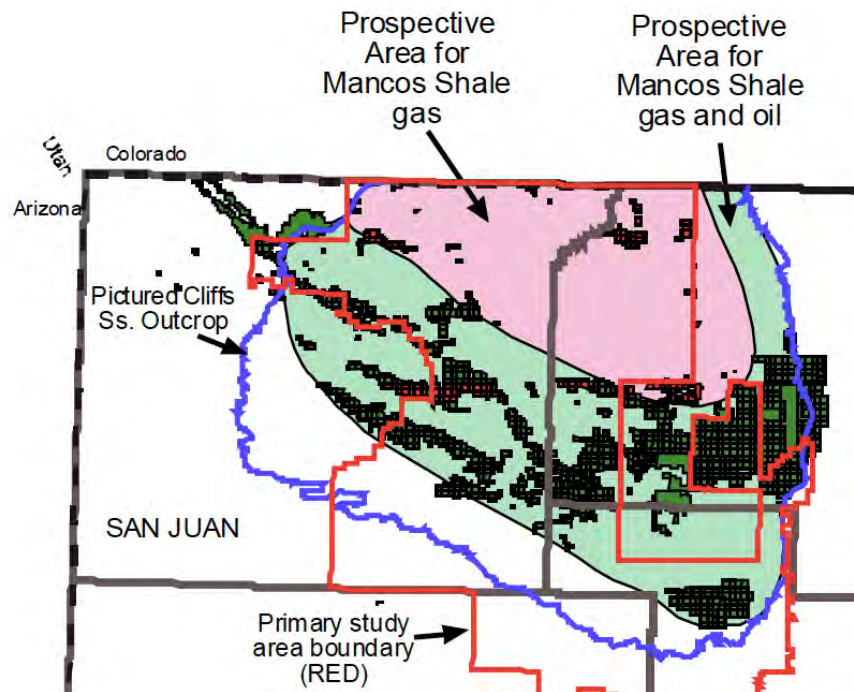 Prospective
Area for
Mancos Shale
gas
Prospective
Area for
Mancos Shale
gas and oil
Utah
Colorado
Arizona
Pictured Cliffs
Ss. Outcrop
SAN JUAN
Primary study
area boundary
(RED)